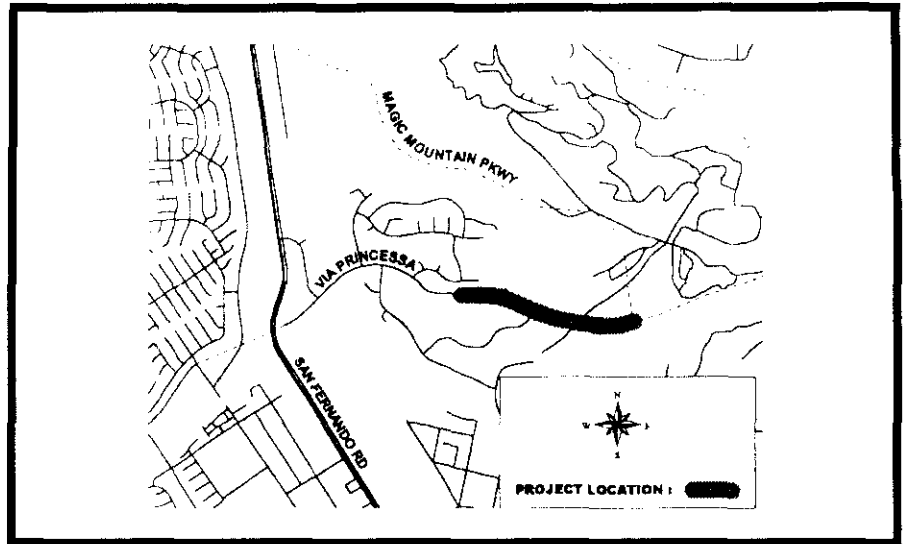 MAGIC MOUNTAIN PKWY
VIA PRINCESSA
SAN FERNANDO RD
N
W
S
PROJECT LOCATION :